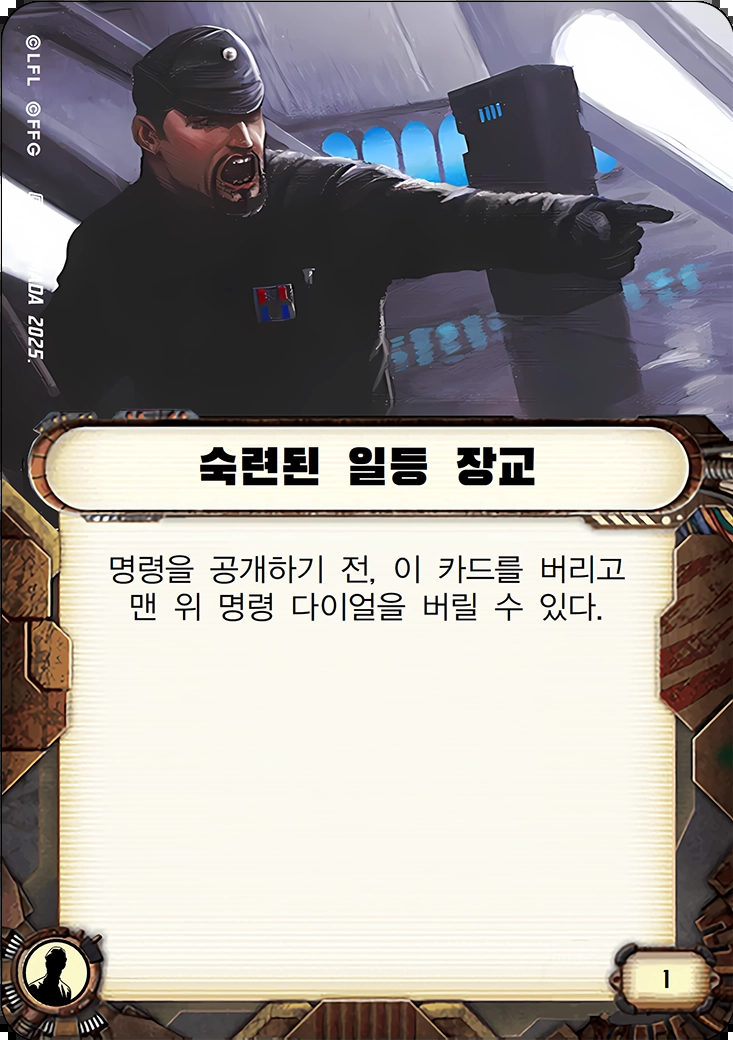 ©LFL ©FFG
DA 2025.
숙련된 일등 장교
명령을 공개하기 전, 이 카드를 버리고
맨 위 명령 다이얼을 버릴 수 있다.
1